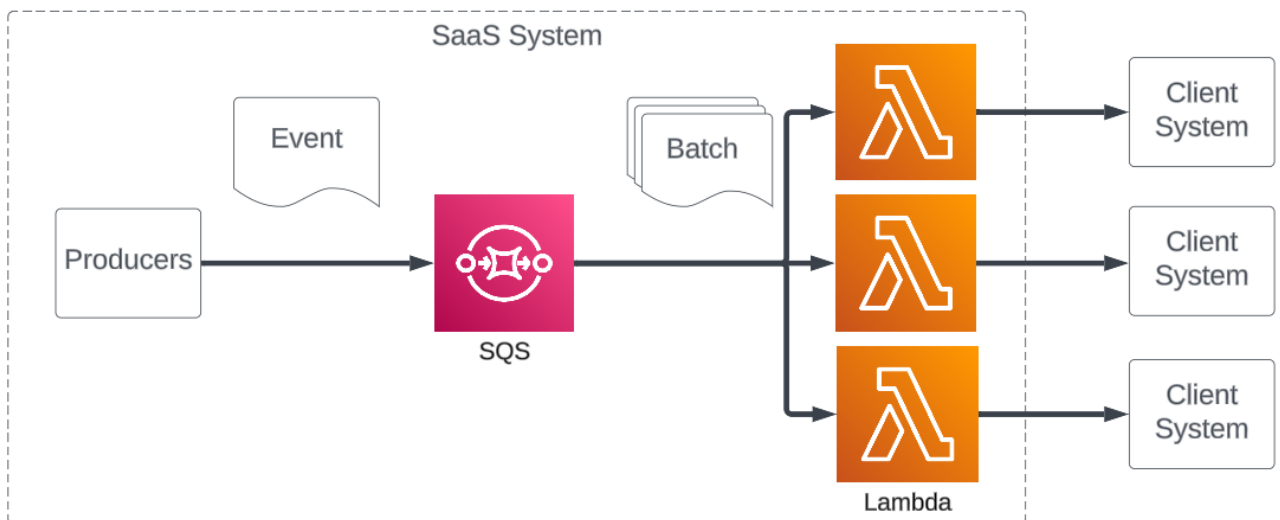 SaaS System
Event
Batch
Producers
SQS
Lambda
Client
System
Client
System
Client
System